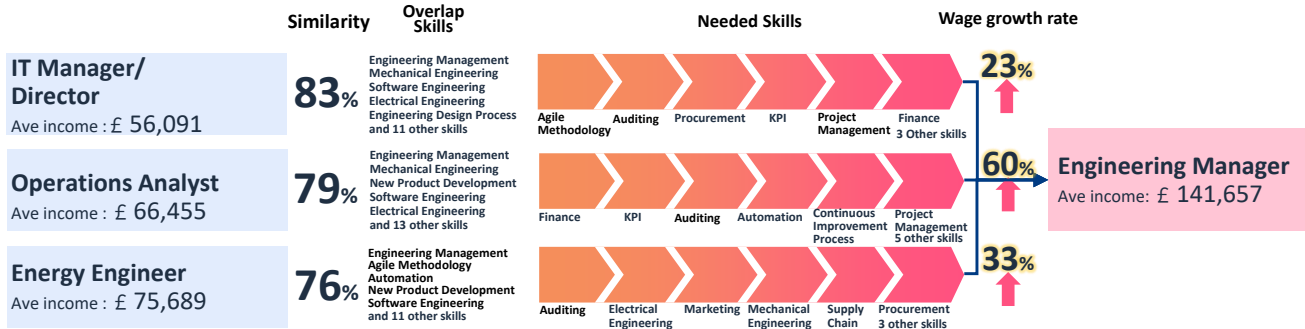 Similarity
Overlap
Skills
Needed Skills
Wage growth rate
IT Manager/
Director
Ave income : £ 56,091
83%
Engineering Management
Mechanical Engineering
Software Engineering
Electrical Engineering
Engineering Design Process
and 11 other skills
Agile
Methodology
Auditing
Procurement
KPI
Project
Management
Finance
3 Other skills
23%
Operations Analyst
Ave income : £ 66,455
79%
Engineering Management
Mechanical Engineering
New Product Development
Software Engineering
Electrical Engineering
and 13 other skills
Finance
KPI
Auditing
Automation
Continuous
Improvement
Process
Project
Management
5 other skills
60%
Engineering Manager
Ave income: £ 141,657
Energy Engineer
Ave income : £ 75,689
76%
Engineering Management
Agile Methodology
Automation
New Product Development
Software Engineering
and 11 other skills
Auditing
Electrical
Engineering
Marketing
Mechanical
Engineering
Supply
Chain
Procurement
3 other skills
33%